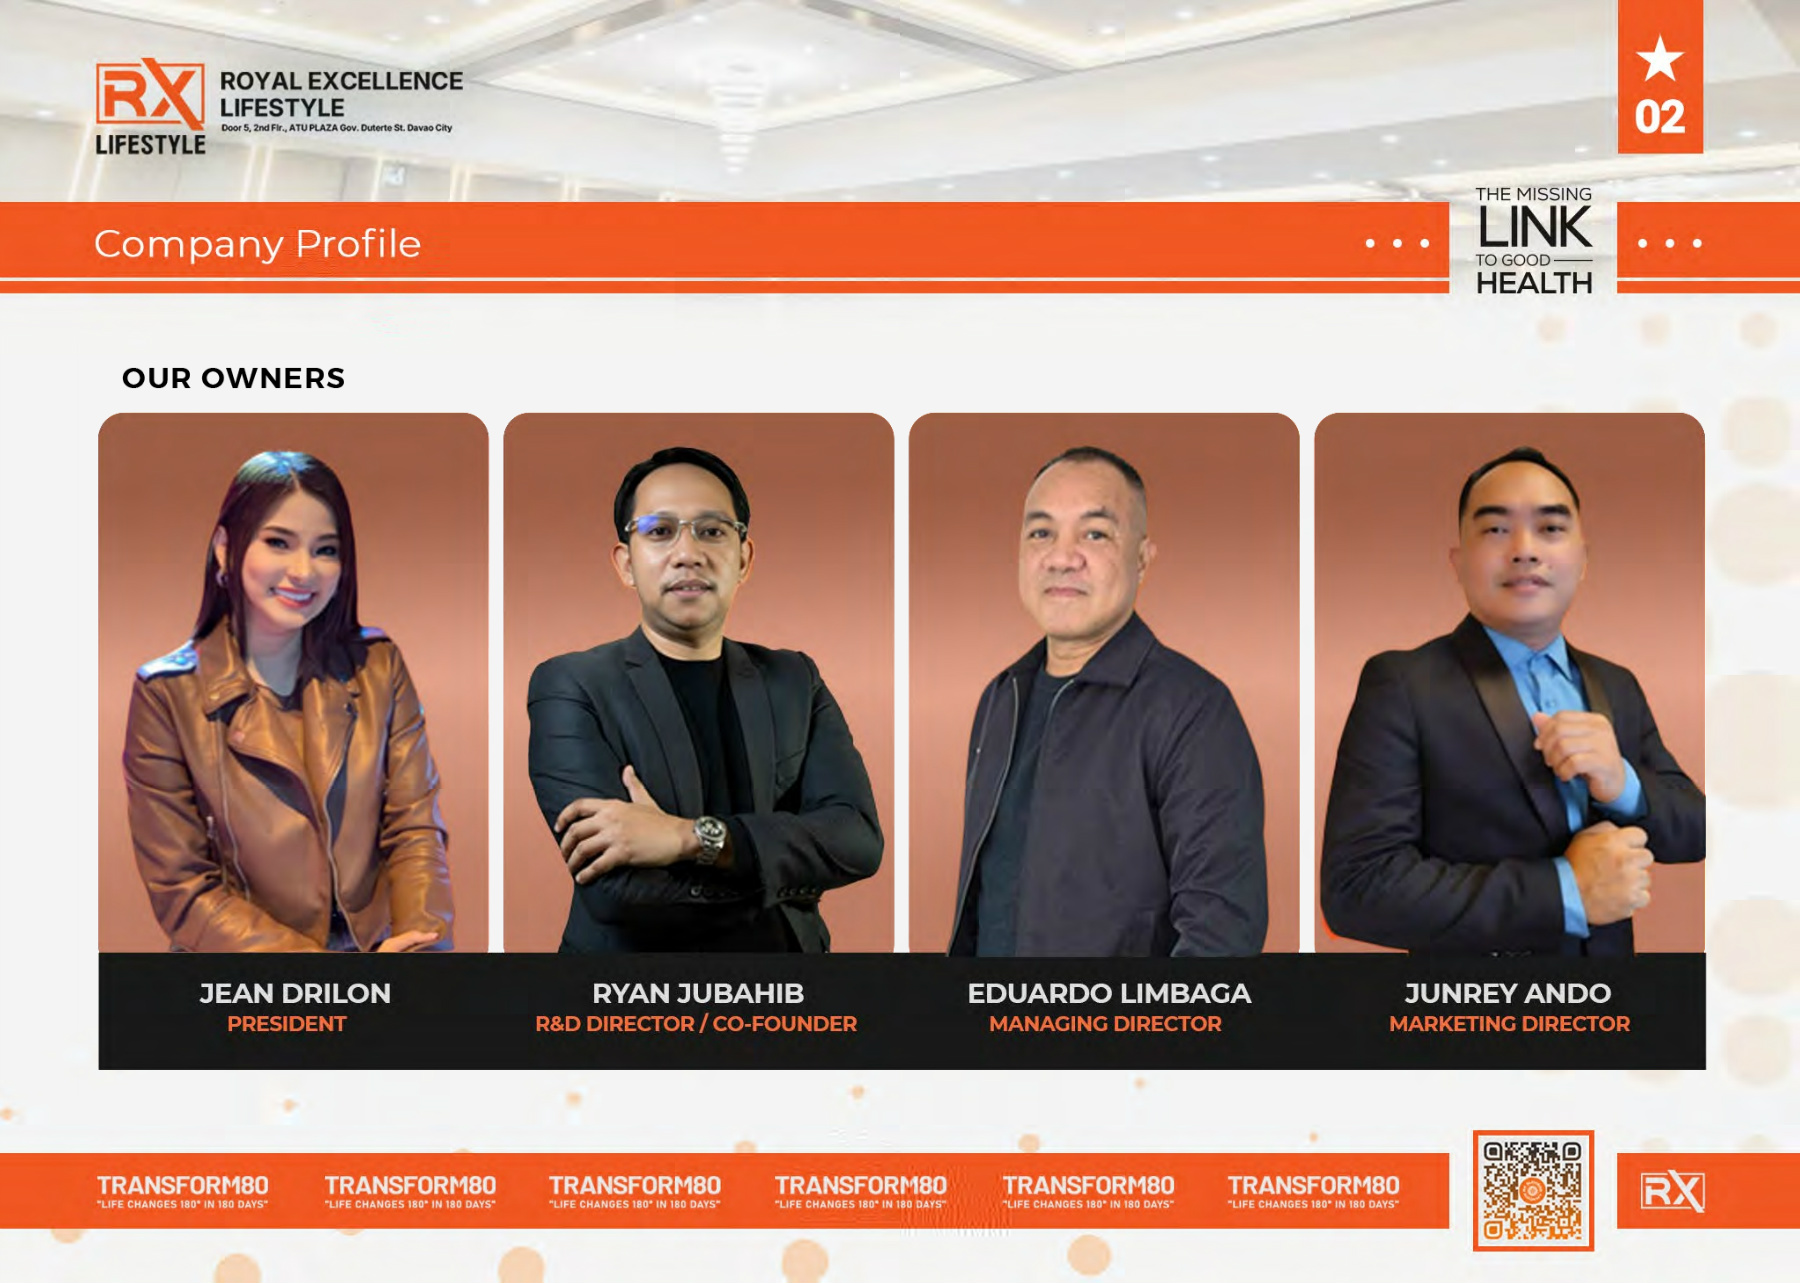 RX
LIFESTYLE
ROYAL EXCELLENCE
LIFESTYLE
Door 5, 2nd Flr., ATU PLAZA Gov. Duterte St. Davao City
02
Company Profile
THE MISSING
LINK
TO GOOD
HEALTH
OUR OWNERS
JEAN DRILON
PRESIDENT
RYAN JUBAHIB
R&D DIRECTOR / CO-FOUNDER
EDUARDO LIMBAGA
MANAGING DIRECTOR
JUNREY ANDO
MARKETING DIRECTOR
TRANSFORM80
"LIFE CHANGES 180° IN 180 DAYS"
TRANSFORM80
"LIFE CHANGES 180° IN 180 DAYS"
TRANSFORM80
"LIFE CHANGES 180° IN 180 DAYS"
TRANSFORM80
"LIFE CHANGES 180° IN 180 DAYS"
TRANSFORM80
"LIFE CHANGES 180° IN 180 DAYS"
TRANSFORM80
"LIFE CHANGES 180° IN 180 DAYS"
RX